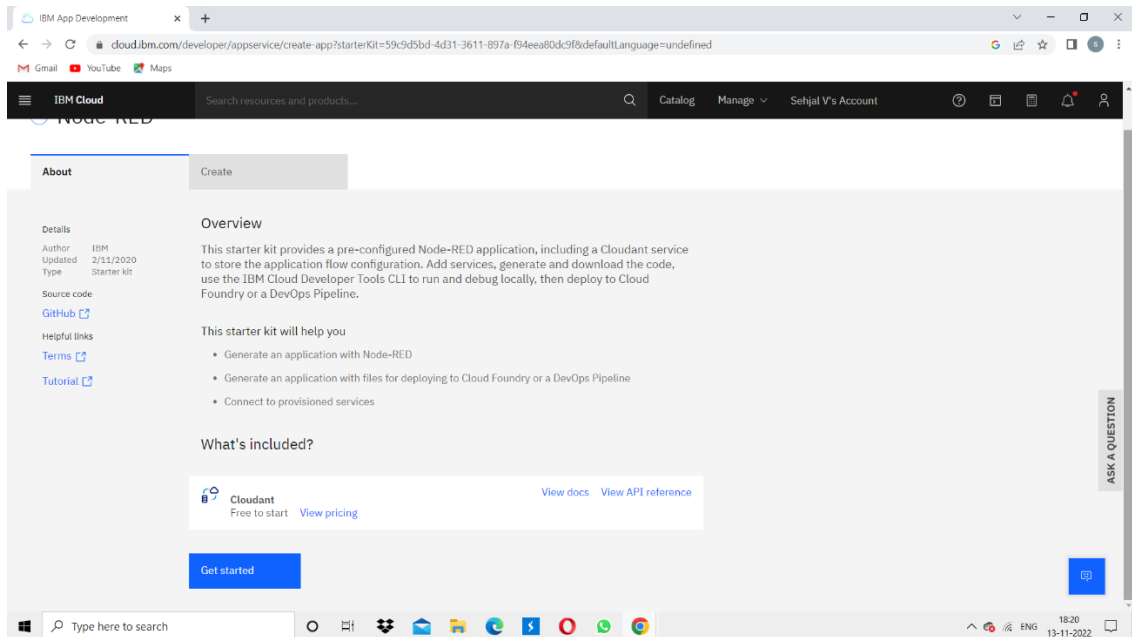 IBM App Development
cloud.ibm.com/developer/appservice/create-app?starterKit=59c9d5bd-4d31-3611-897a-f94eea80dc9f&defaultLanguage=undefined
G
s
Gmail YouTube Maps
IBM Cloud Search resources and products... Catalog Manage Sehjal V's Account
Node-RED
About Create
Details
Author IBM
Updated 2/11/2020
Type Starter kit
Source code
GitHub
Helpful links
Terms
Tutorial
Overview
This starter kit provides a pre-configured Node-RED application, including a Cloudant service
to store the application flow configuration. Add services, generate and download the code,
use the IBM Cloud Developer Tools CLI to run and debug locally, then deploy to Cloud
Foundry or a DevOps Pipeline.
This starter kit will help you
• Generate an application with Node-RED
• Generate an application with files for deploying to Cloud Foundry or a DevOps Pipeline
• Connect to provisioned services
What's included?
Cloudant View docs View API reference
Free to start View pricing
Get started
ASK A QUESTION
Type here to search
ENG
18:20
13-11-2022